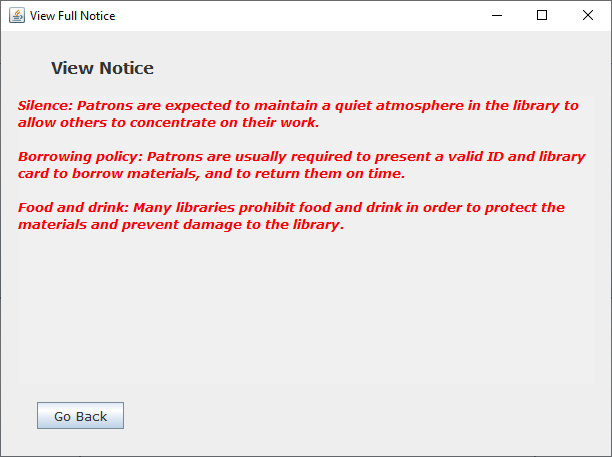 View Full Notice
View Notice
Silence: Patrons are expected to maintain a quiet atmosphere in the library to
allow others to concentrate on their work.
Borrowing policy: Patrons are usually required to present a valid ID and library
card to borrow materials, and to return them on time.
Food and drink: Many libraries prohibit food and drink in order to protect the
materials and prevent damage to the library.
Go Back